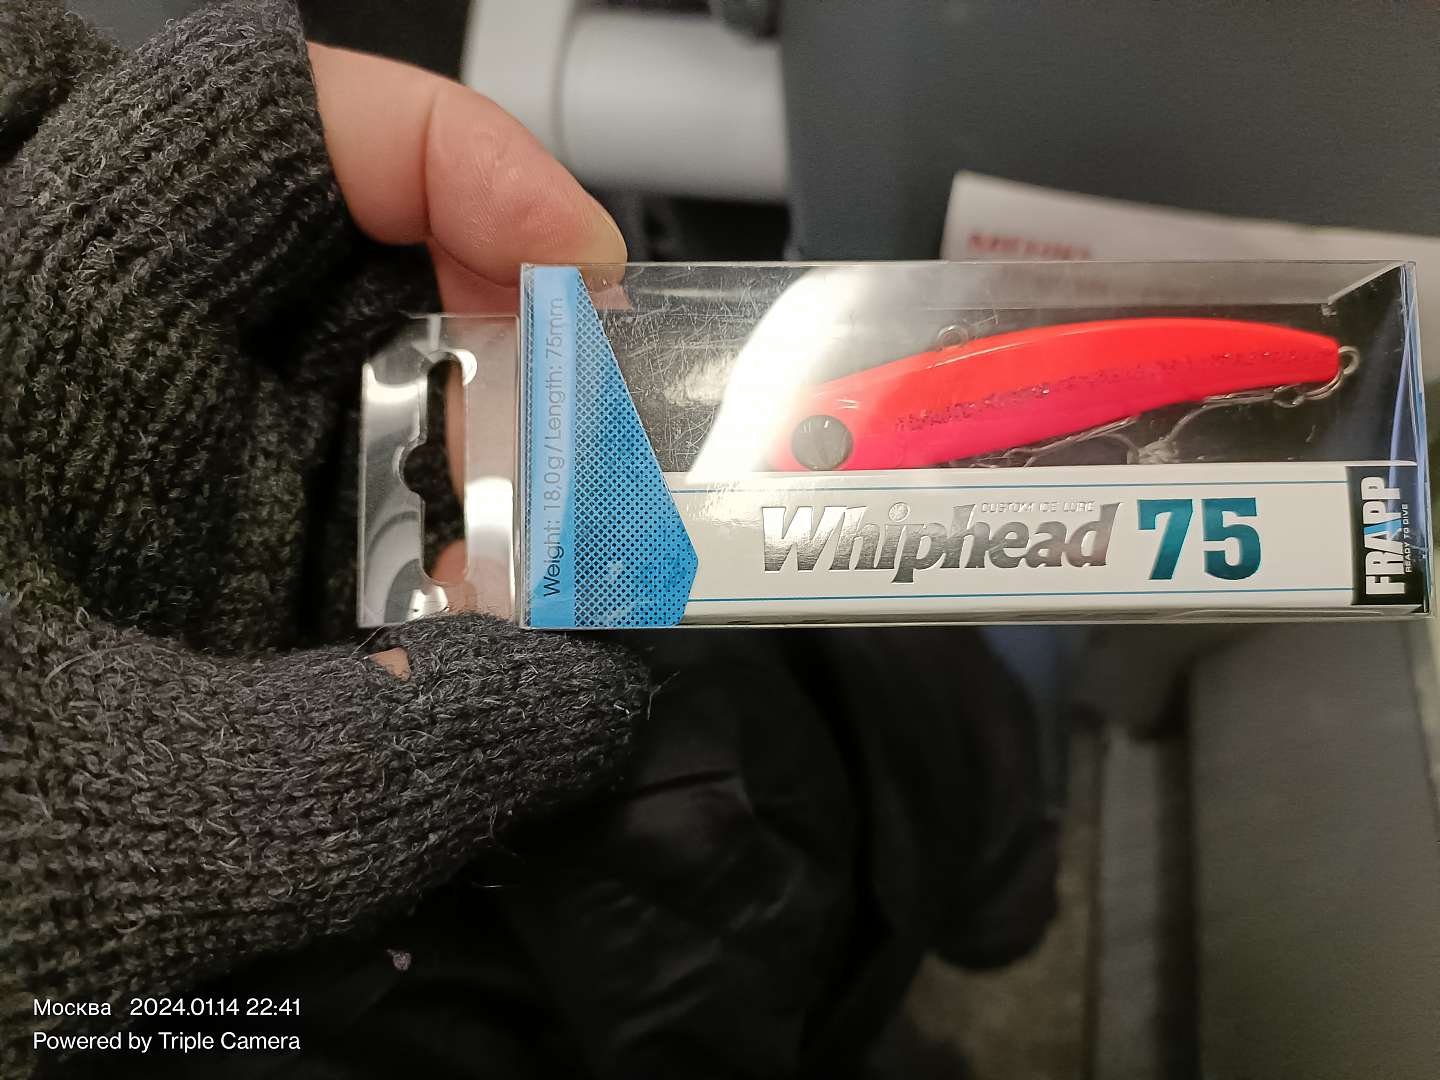 Weight: 18,0g/Length: 75mm
CUSTOM ICE LURE
Whiphead 75
FRAPP
READY TO DIVE
Москва 2024.01.14 22:41
Powered by Triple Camera